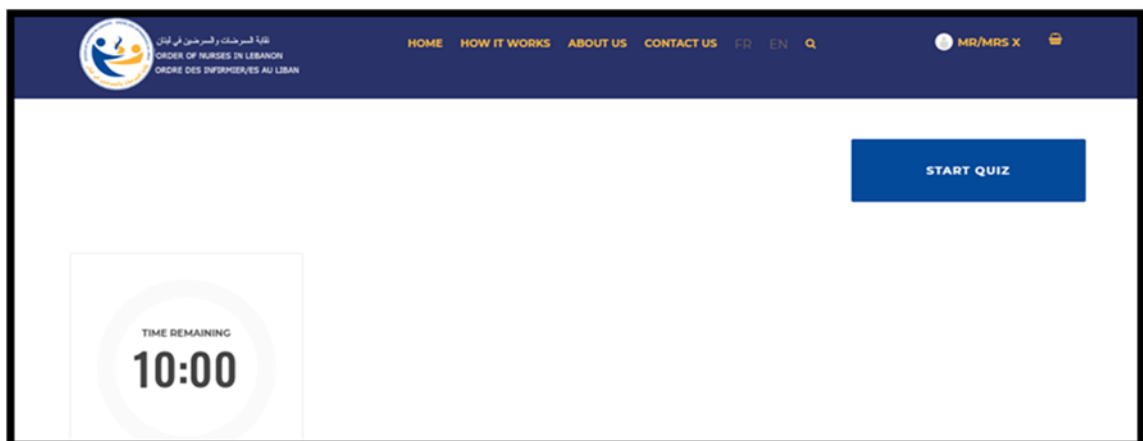 نقابة الممرضات والممرضين في لبنان
ORDER OF NURSES IN LEBANON
ORDRE DES INFIRMIER/ES AU LIBAN
HOME HOW IT WORKS ABOUT US CONTACT US FR EN
MR/MRS X
START QUIZ
TIME REMAINING
10:00